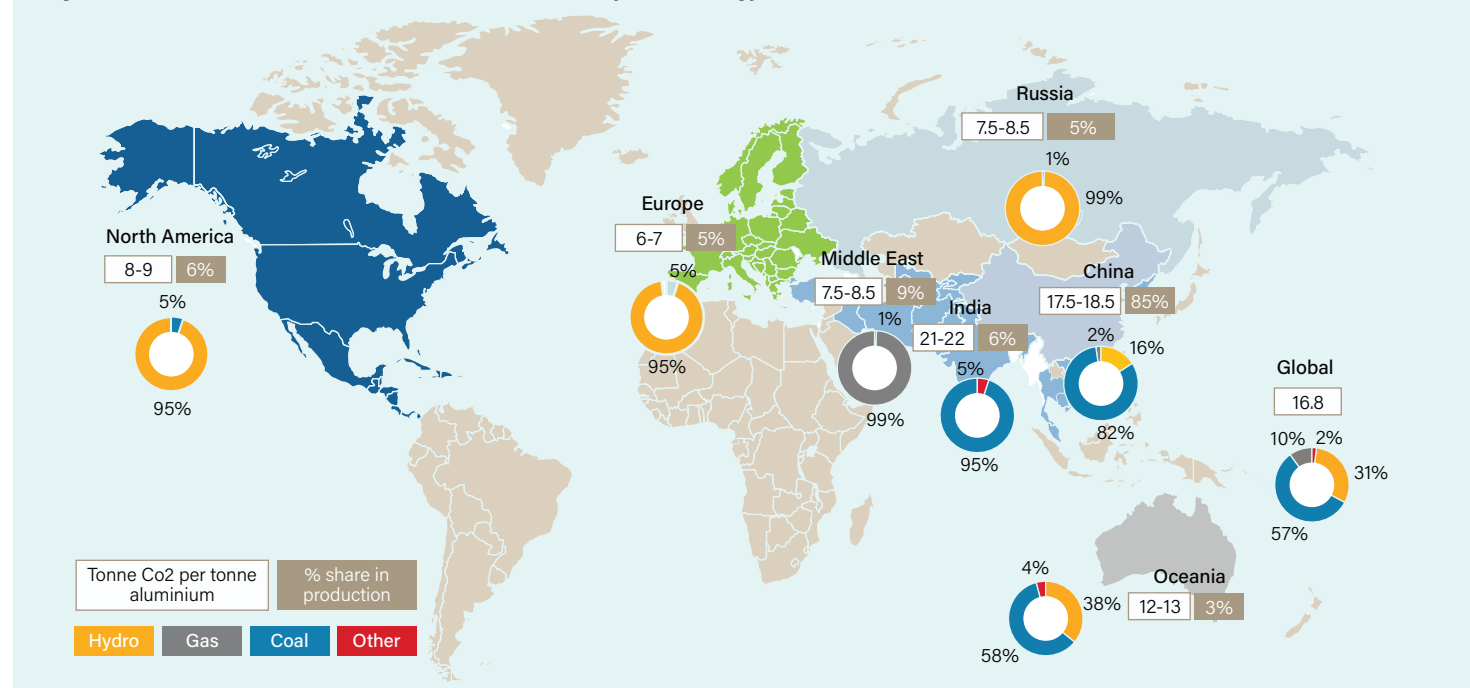 Russia
7.5-8.5 5%
1%
99%
Europe
6-7 5%
5%
95%
North America
8-9 6%
5%
95%
Middle East
7.5-8.5 9%
1%
99%
China
17.5-18.5 85%
2% 16%
82%
India
21-22 6%
5%
95%
Global
16.8
10% 2%
31%
57%
Oceania
12-13 3%
4%
38%
58%
Tonne Co2 per tonne
aluminium
% share in
production
Hydro Gas Coal Other